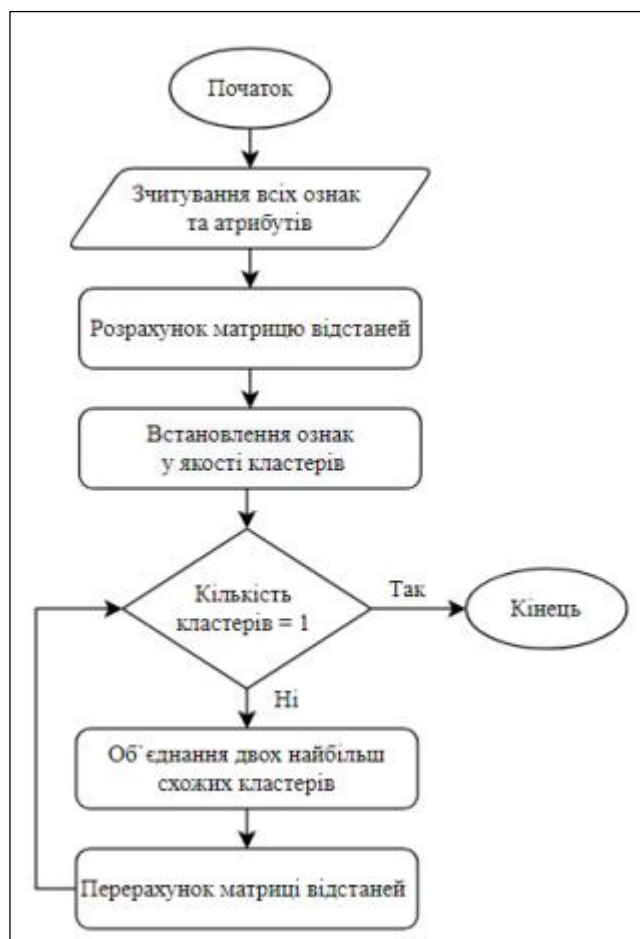 Початок
Зчитування всіх ознак
та атрибутів
Розрахунок матрицю відстаней
Встановлення ознак
у якості кластерів
Кількість
кластерів = 1
Так
Кінець
Ні
Об`єднання двох найбільш
схожих кластерів
Перерахунок матриці відстаней